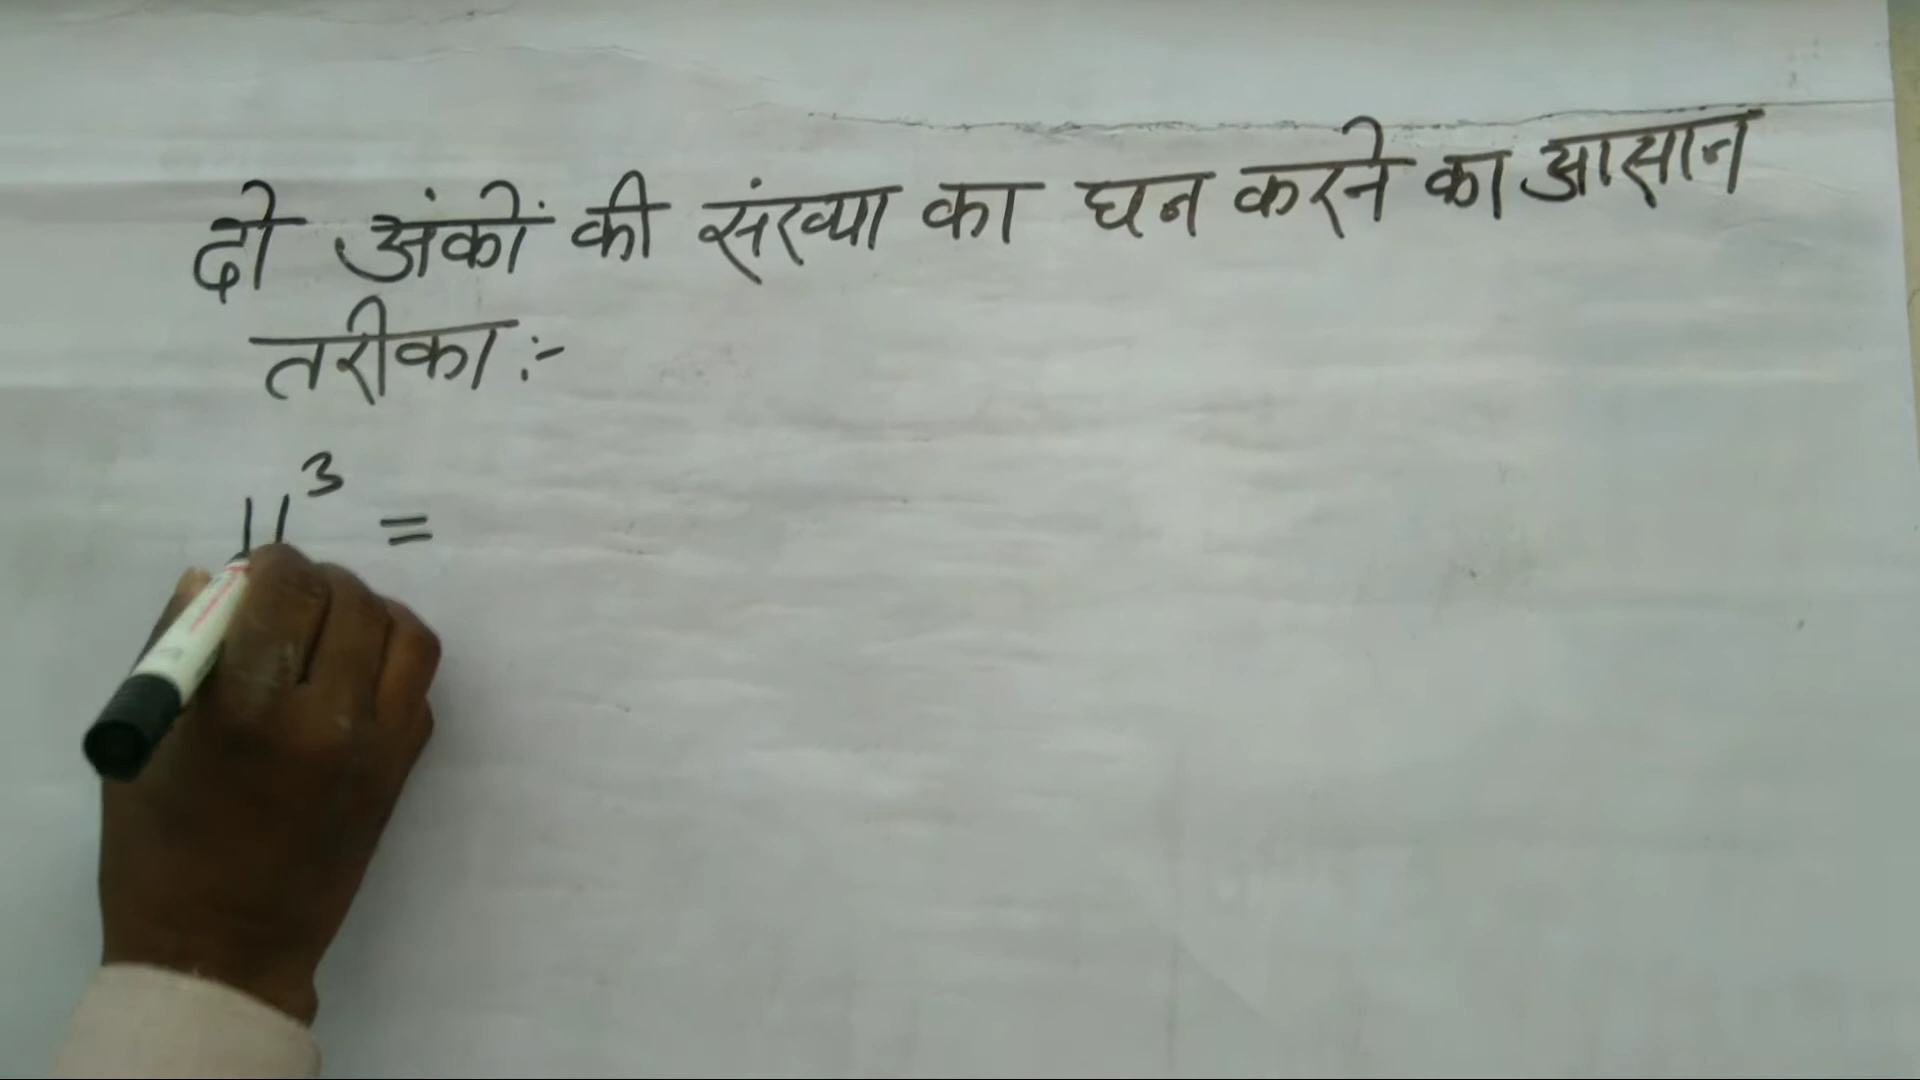 दो अंकों की संख्या का घन करने का आसान
तरीका :-
11³ =